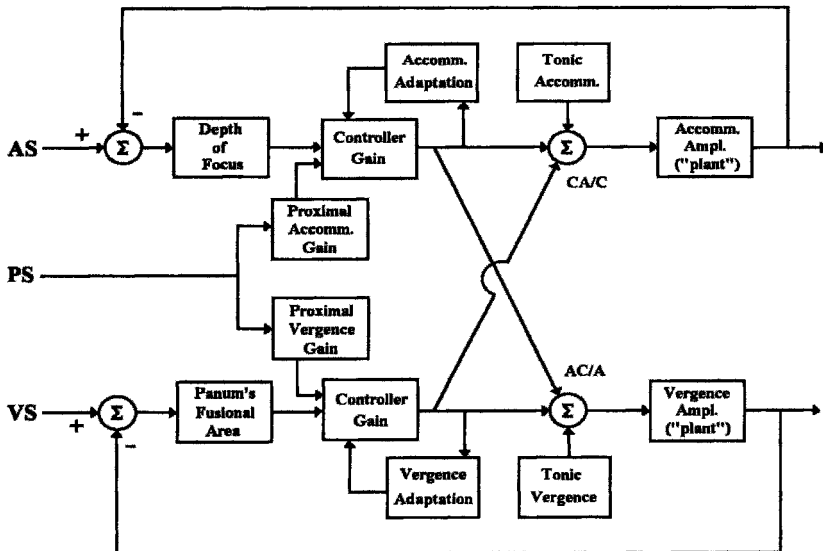 Accomm.
Adaptation
Tonic
Accomm.
−
+
AS
Σ
Depth
of
Focus
Controller
Gain
Σ
Accomm.
Ampl.
("plant")
CA/C
Proximal
Accomm.
Gain
PS
Proximal
Vergence
Gain
AC/A
VS
+
Σ
−
Panum's
Fusional
Area
Controller
Gain
Σ
Vergence
Ampl.
("plant")
Vergence
Adaptation
Tonic
Vergence